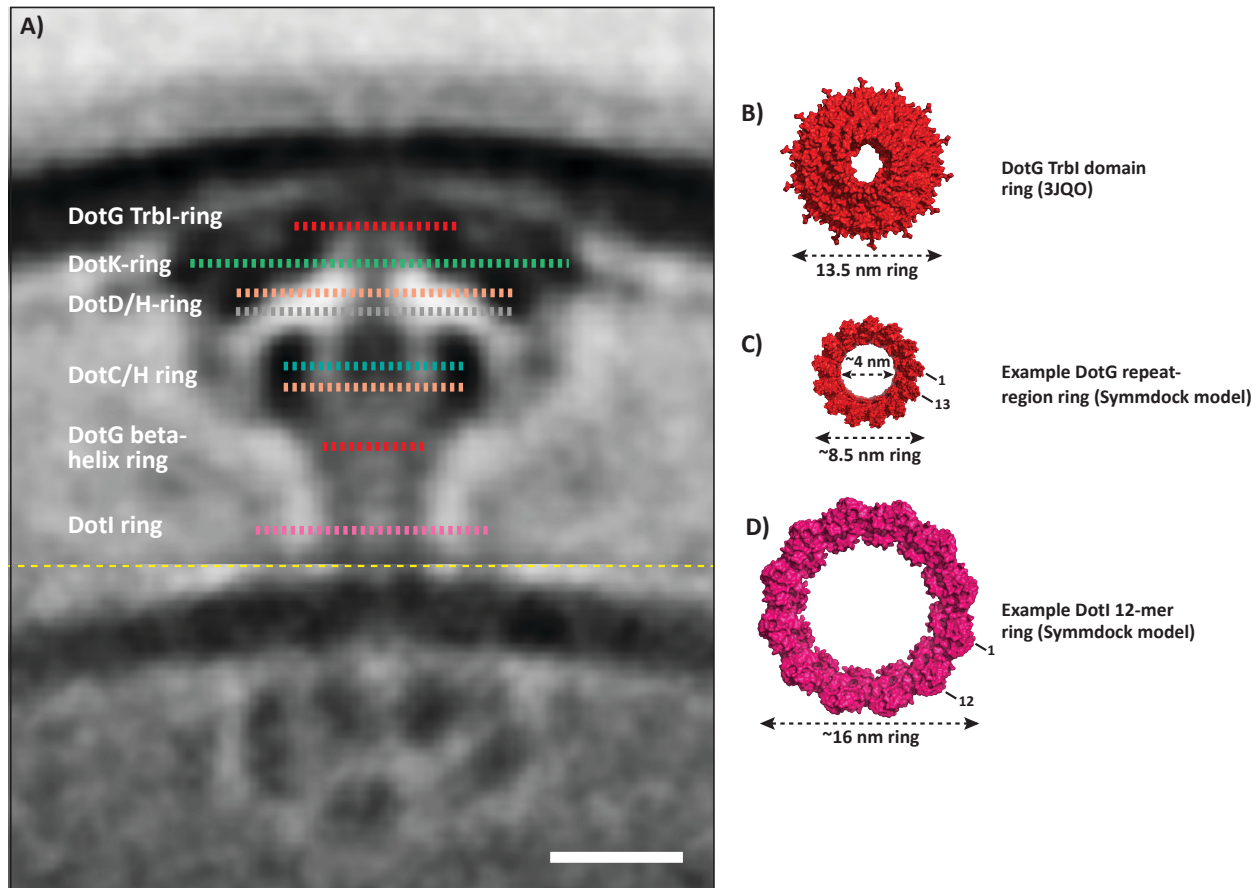 A)
DotG TrbI-ring
DotK-ring
DotD/H-ring
DotC/H ring
DotG beta-
helix ring
DotI ring
B)
13.5 nm ring
DotG TrbI domain
ring (3JQO)
C)
~4 nm
1
13
~8.5 nm ring
Example DotG repeat-
region ring (Symmdock model)
D)
1
12
~16 nm ring
Example DotI 12-mer
ring (Symmdock model)